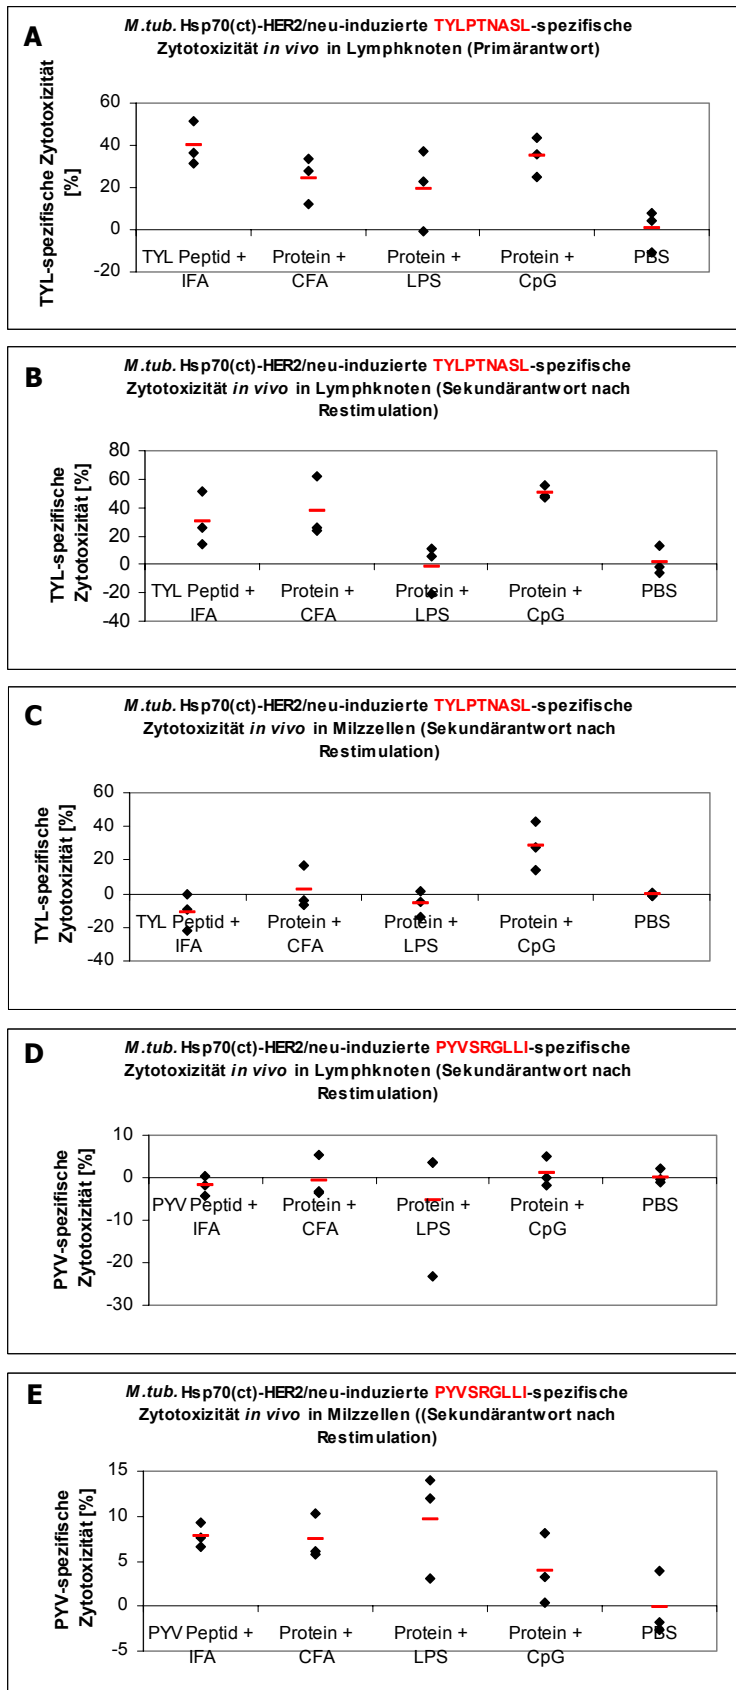 A
M.tub. Hsp70(ct)-HER2/neu-induzierte TYLPTNASL-spezifische
Zytotoxizität in vivo in Lymphknoten (Primärantwort)
TYL-spezifische Zytotoxizität
[%]
60
40
20
0
-20
TYL Peptid +
IFA
Protein +
CFA
Protein +
LPS
Protein +
CpG
PBS
B
M.tub. Hsp70(ct)-HER2/neu-induzierte TYLPTNASL-spezifische
Zytotoxizität in vivo in Lymphknoten (Sekundärantwort nach
Restimulation)
TYL-spezifische
Zytotoxizität [%]
80
60
40
20
0
-20
-40
TYL Peptid +
IFA
Protein +
CFA
Protein +
LPS
Protein +
CpG
PBS
C
M.tub. Hsp70(ct)-HER2/neu-induzierte TYLPTNASL-spezifische
Zytotoxizität in vivo in Milzzellen (Sekundärantwort nach
Restimulation)
TYL-spezifische
Zytotoxizität [%]
60
40
20
0
-20
-40
TYL Peptid +
IFA
Protein +
CFA
Protein +
LPS
Protein +
CpG
PBS
D
M.tub. Hsp70(ct)-HER2/neu-induzierte PYVSRGLLI-spezifische
Zytotoxizität in vivo in Lymphknoten (Sekundärantwort nach
Restimulation)
PYV-spezifische
Zytotoxizität [%]
10
0
-10
-20
-30
PYV Peptid +
IFA
Protein +
CFA
Protein +
LPS
Protein +
CpG
PBS
E
M.tub. Hsp70(ct)-HER2/neu-induzierte PYVSRGLLI-spezifische
Zytotoxizität in vivo in Milzzellen ((Sekundärantwort nach
Restimulation)
PYV-spezifische
Zytotoxizität [%]
15
10
5
0
-5
PYV Peptid +
IFA
Protein +
CFA
Protein +
LPS
Protein +
CpG
PBS